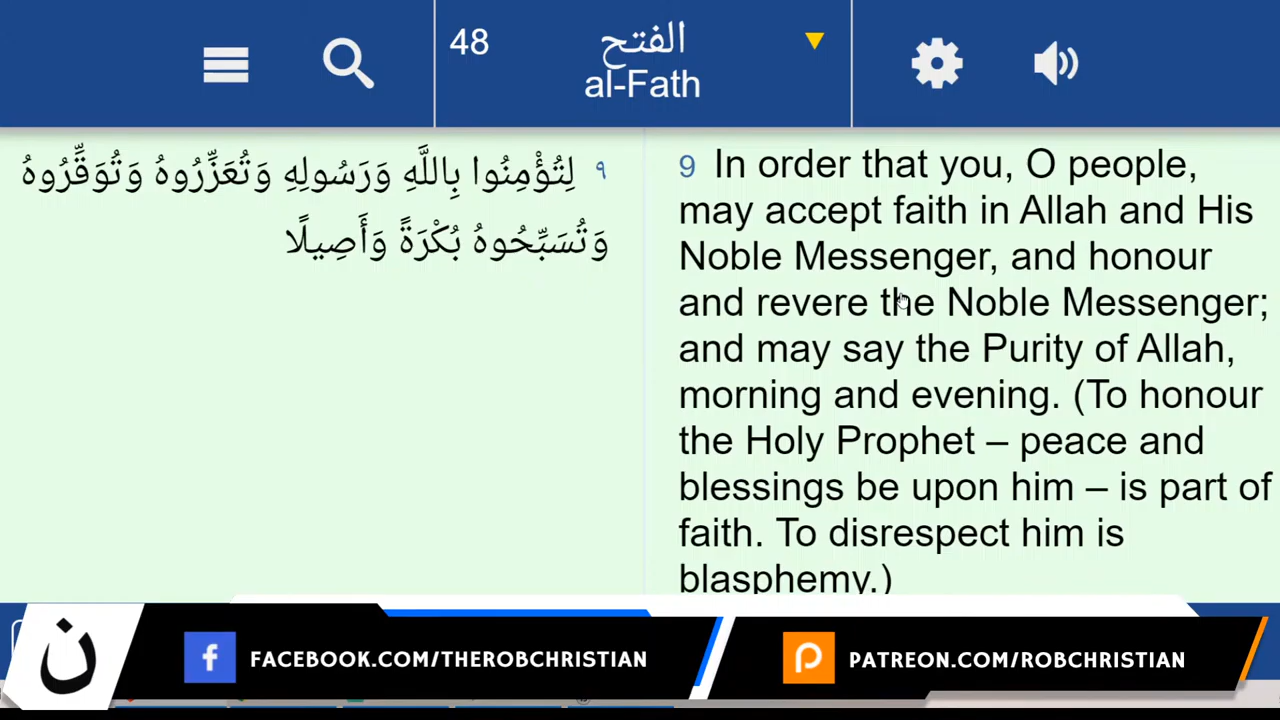 48
الفتح
al-Fath
٩ لِتُؤْمِنُوا بِاللَّهِ وَرَسُولِهِ وَتُعَزِّرُوهُ وَتُوَقِّرُوهُ
وَتُسَبِّحُوهُ بُكْرَةً وَأَصِيلًا
9 In order that you, O people,
may accept faith in Allah and His
Noble Messenger, and honour
and revere the Noble Messenger;
and may say the Purity of Allah,
morning and evening. (To honour
the Holy Prophet – peace and
blessings be upon him – is part of
faith. To disrespect him is
blasphemy.)
ن
FACEBOOK.COM/THEROBCHRISTIAN
PATREON.COM/ROBCHRISTIAN